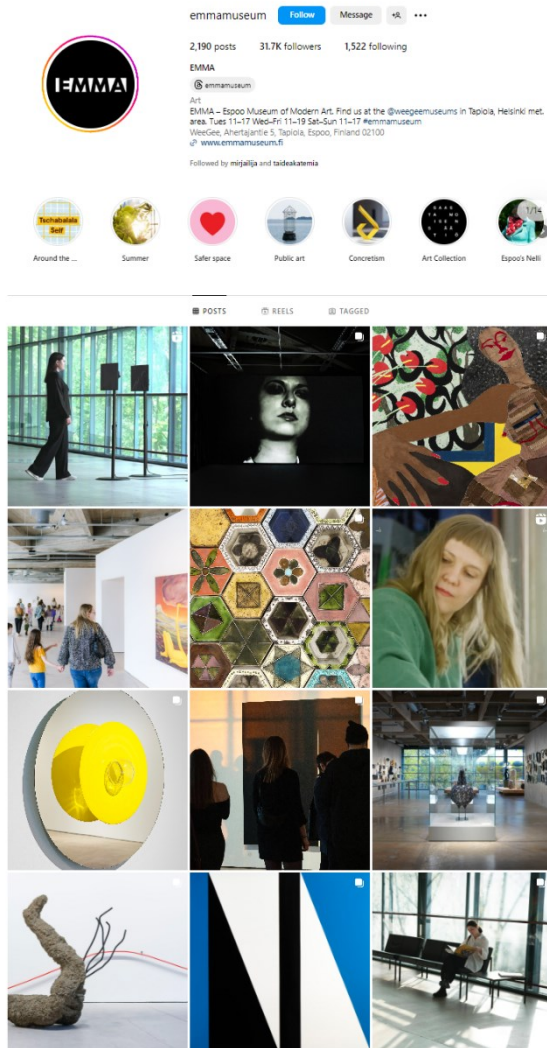 emmamuseum Follow Message
2,190 posts 31.7K followers 1,522 following
EMMA
emmamuseum
Art
EMMA – Espoo Museum of Modern Art. Find us at the @weegeemuseums in Tapiola, Helsinki met.
area. Tues 11–17 Wed–Fri 11–19 Sat–Sun 11–17 #emmamuseum
WeeGee, Ahertajantie 5, Tapiola, Espoo, Finland 02100
www.emmamuseum.fi
Followed by mirjailija and taideakatemia
EMMA
Tschabalala
Self
1/14
Around the ... Summer Safer space Public art Concretism Art Collection Espoo's Nelli
POSTS REELS TAGGED